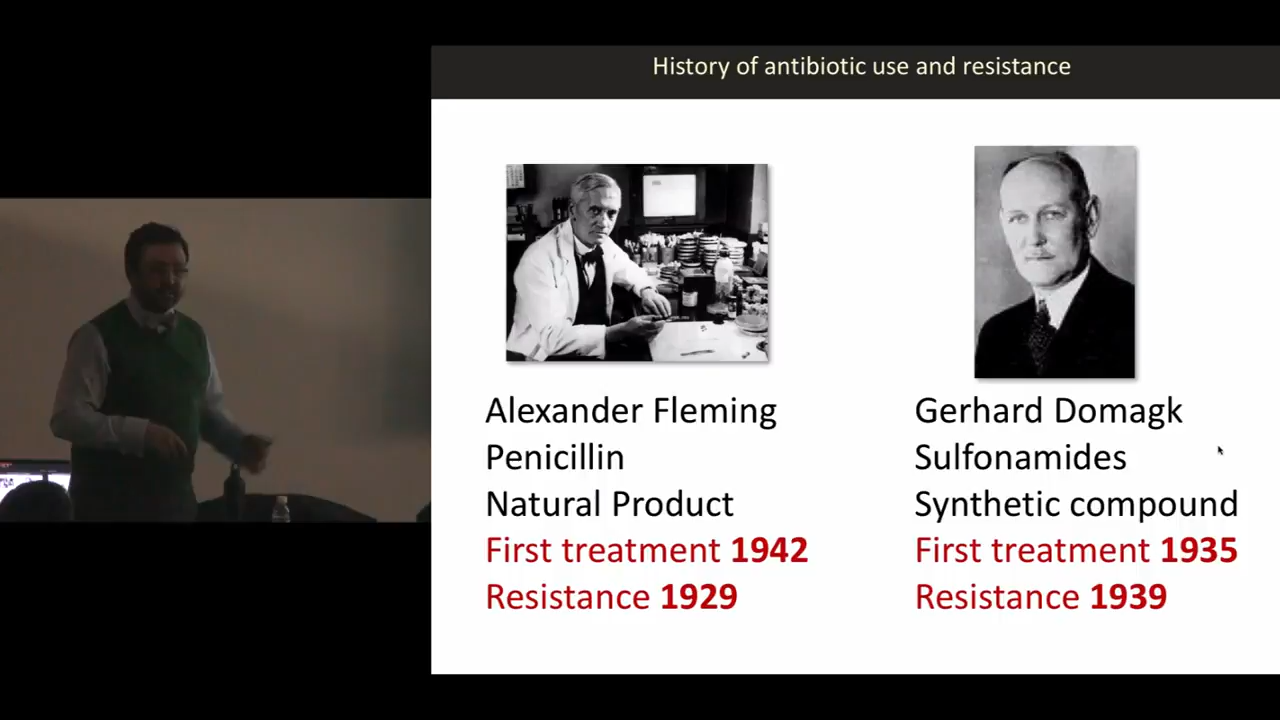 History of antibiotic use and resistance
Alexander Fleming
Penicillin
Natural Product
First treatment 1942
Resistance 1929
Gerhard Domagk
Sulfonamides
Synthetic compound
First treatment 1935
Resistance 1939